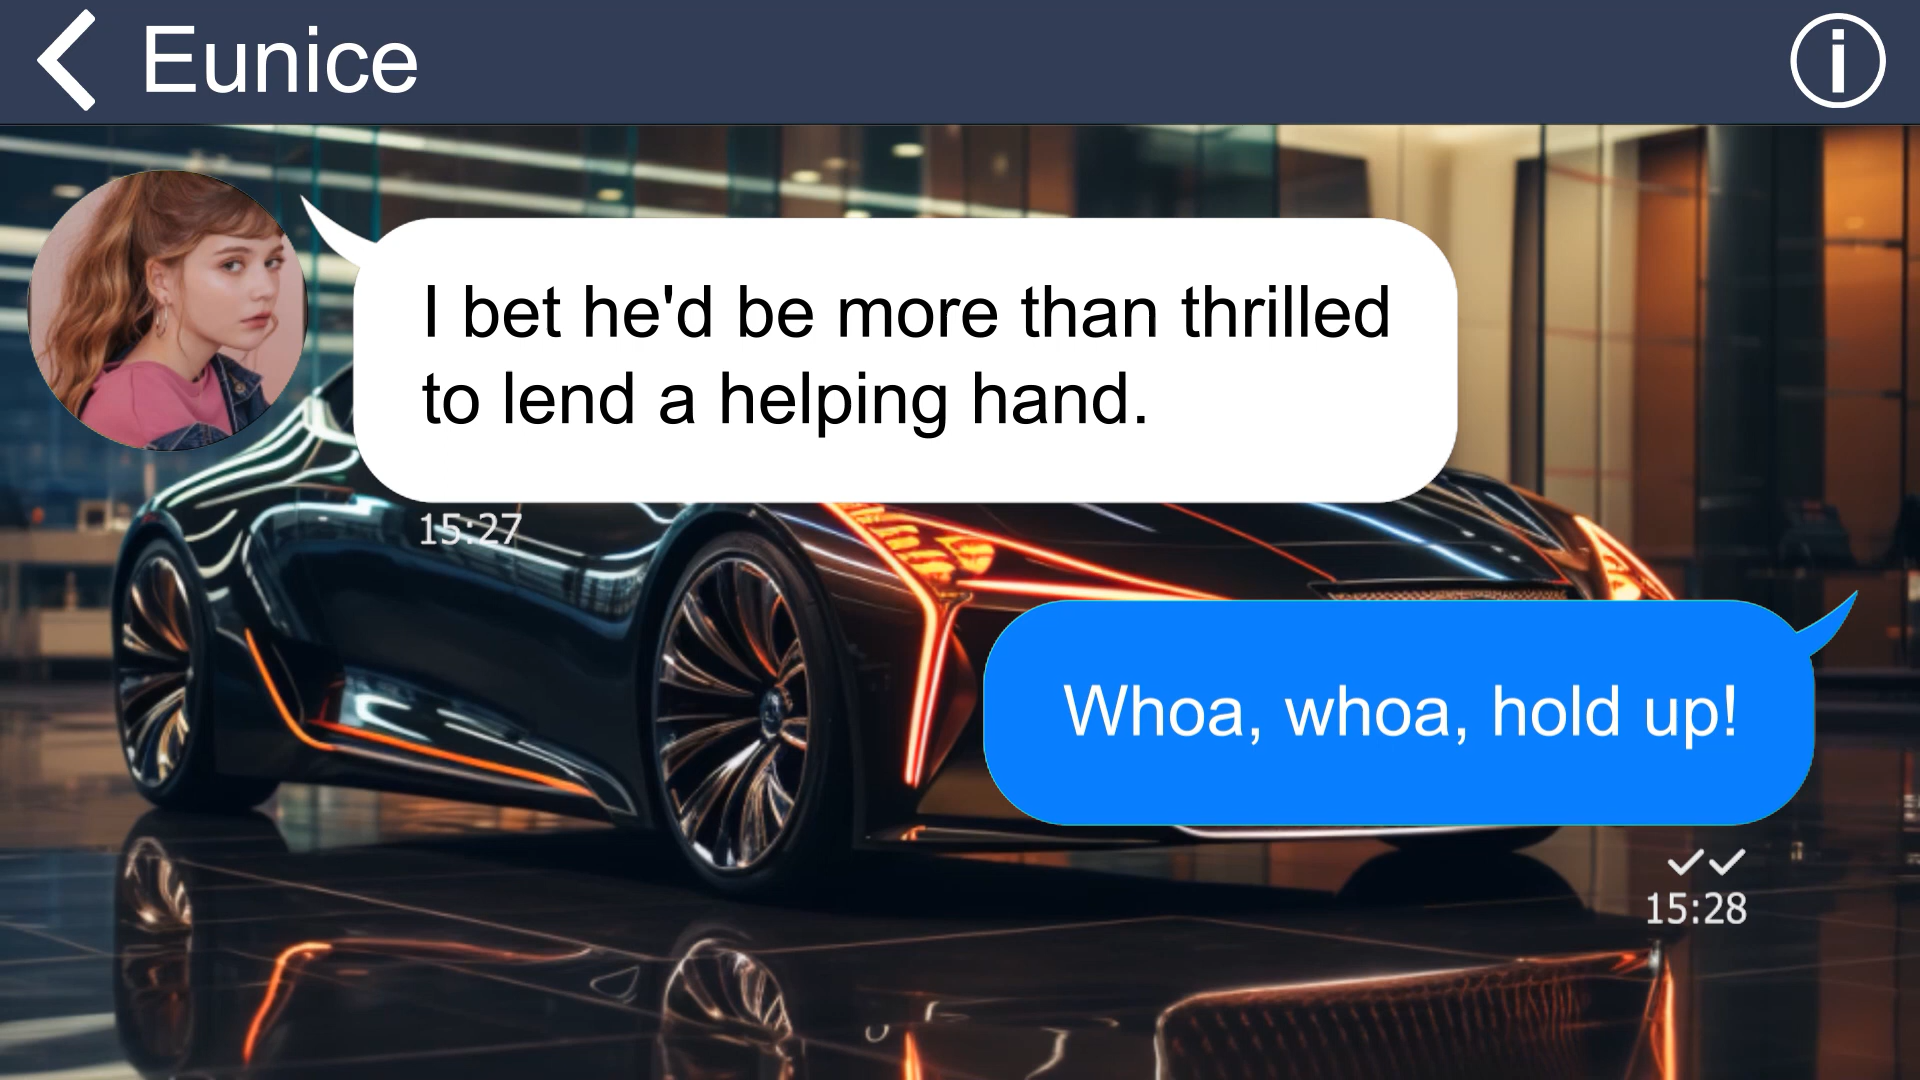 Eunice
I bet he'd be more than thrilled
to lend a helping hand.
15:27
Whoa, whoa, hold up!
15:28